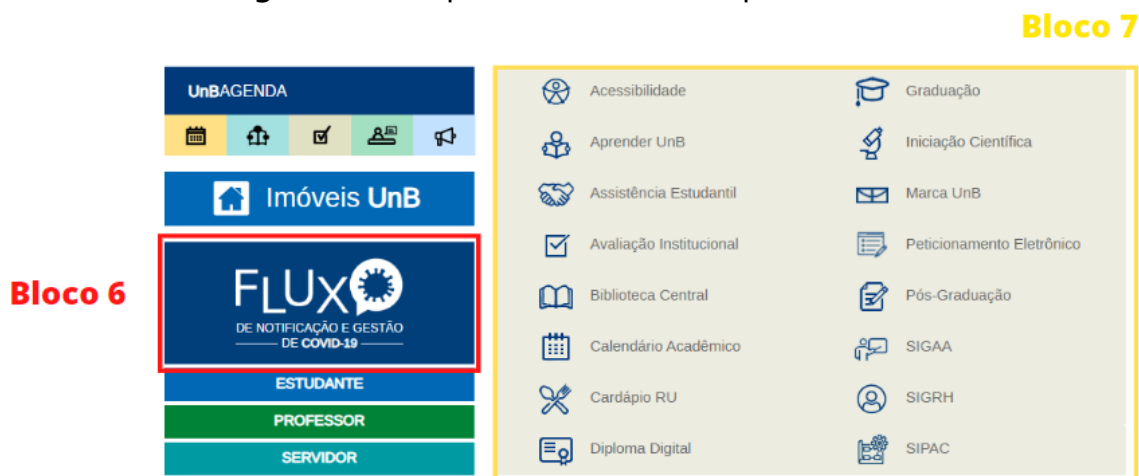 Bloco 7
UnBAGENDA
Imóveis UnB
Bloco 6
FLUXO
DE NOTIFICAÇÃO E GESTÃO
DE COVID-19
ESTUDANTE
PROFESSOR
SERVIDOR
Acessibilidade
Aprender UnB
Assistência Estudantil
Avaliação Institucional
Biblioteca Central
Calendário Acadêmico
Cardápio RU
Diploma Digital
Graduação
Iniciação Científica
Marca UnB
Peticionamento Eletrônico
Pós-Graduação
SIGAA
SIGRH
SIPAC